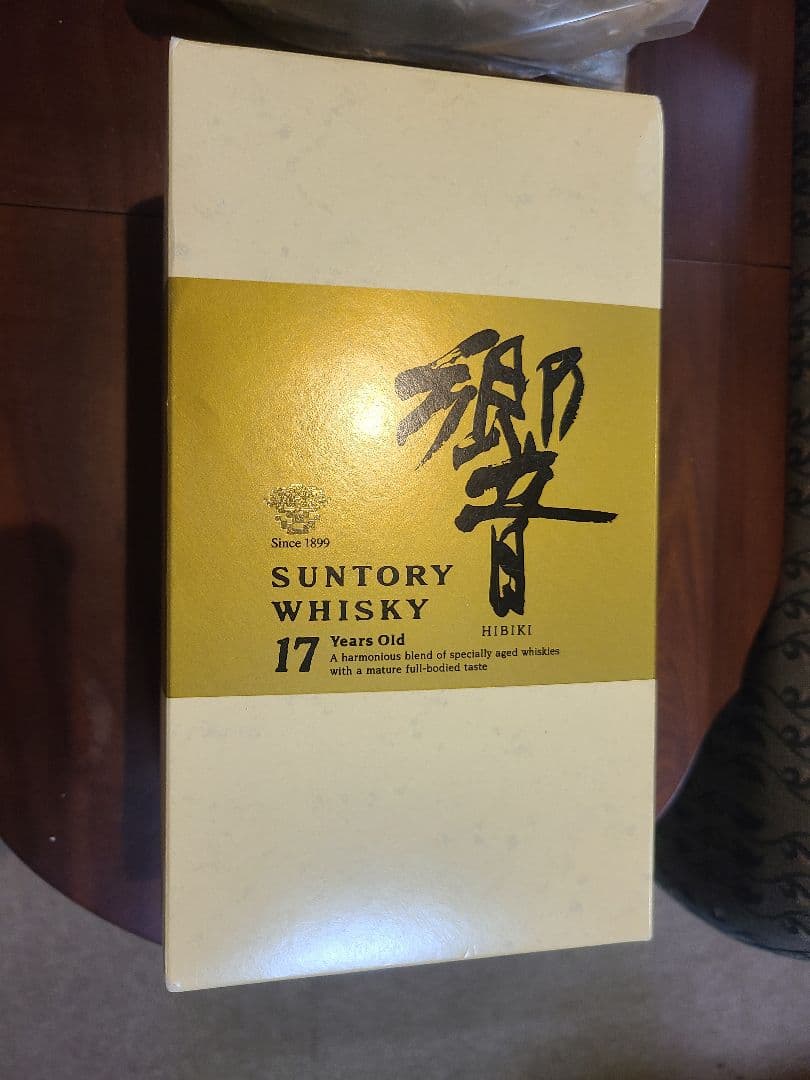 響
HIBIKI
Since 1899
SUNTORY
WHISKY
17 Years Old
A harmonious blend of specially aged whiskies
with a mature full-bodied taste